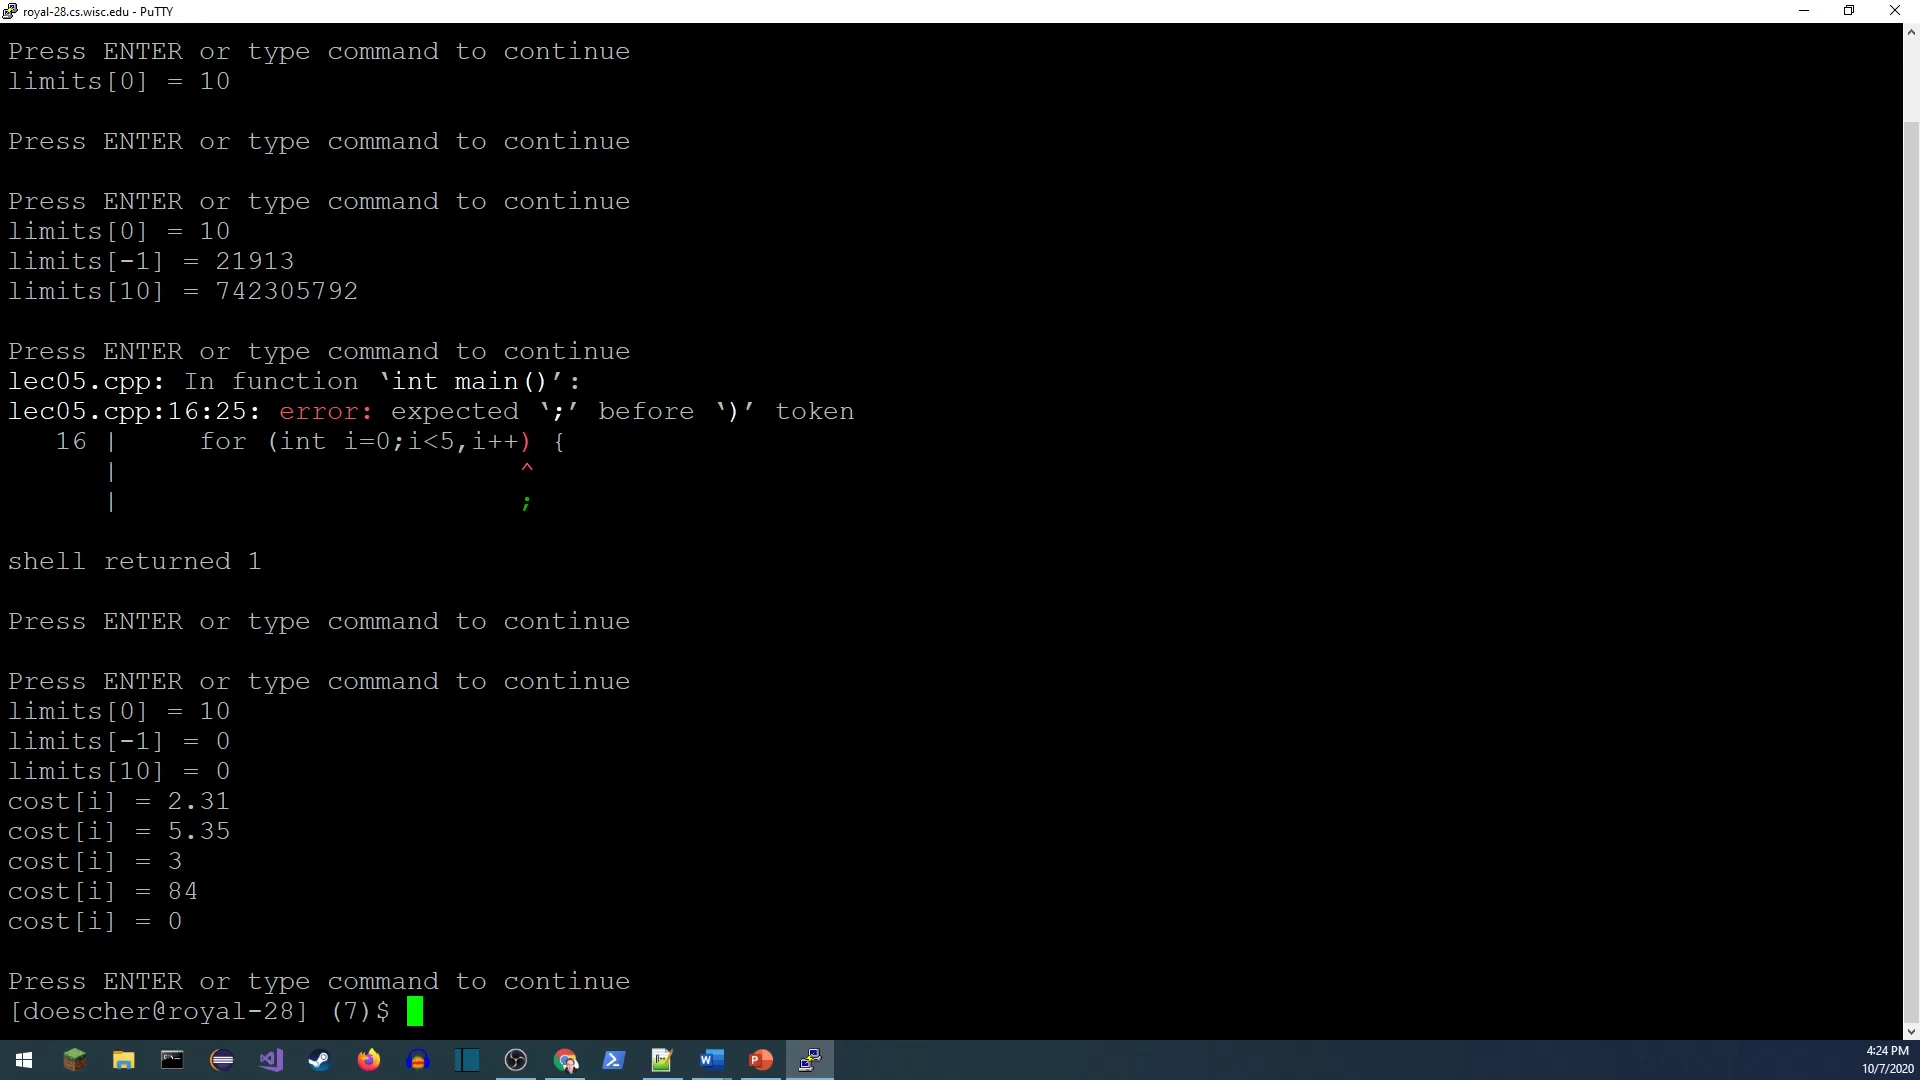 royal-28.cs.wisc.edu - PuTTY
Press ENTER or type command to continue
limits[0] = 10
Press ENTER or type command to continue
Press ENTER or type command to continue
limits[0] = 10
limits[-1] = 21913
limits[10] = 742305792
Press ENTER or type command to continue
lec05.cpp: In function ‘int main()’:
lec05.cpp:16:25: error: expected ‘;’ before ‘)’ token
   16 |     for (int i=0;i<5,i++) {
      |                         ^
      |                         ;
shell returned 1
Press ENTER or type command to continue
Press ENTER or type command to continue
limits[0] = 10
limits[-1] = 0
limits[10] = 0
cost[i] = 2.31
cost[i] = 5.35
cost[i] = 3
cost[i] = 84
cost[i] = 0
Press ENTER or type command to continue
[doescher@royal-28] (7)$
4:24 PM
10/7/2020